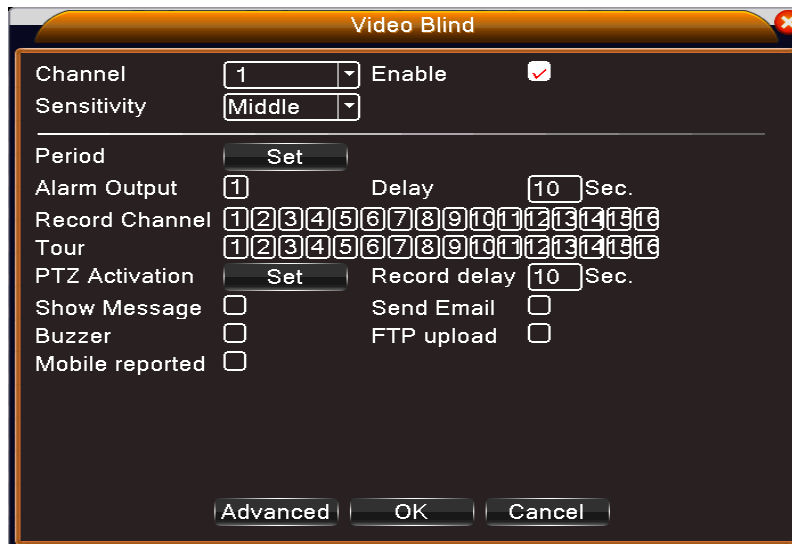 Video Blind
Channel 1 Enable
Sensitivity Middle
Period Set
Alarm Output 1 Delay 10 Sec.
Record Channel 1 2 3 4 5 6 7 8 9 10 11 12 13 14 15 16
Tour 1 2 3 4 5 6 7 8 9 10 11 12 13 14 15 16
PTZ Activation Set Record delay 10 Sec.
Show Message Send Email
Buzzer FTP upload
Mobile reported
Advanced OK Cancel